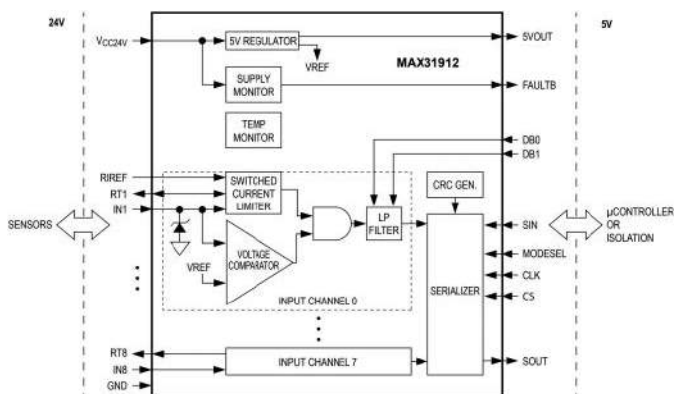 24V
5V
VCC24V
5V REGULATOR
5VOUT
VREF
MAX31912
SUPPLY
MONITOR
FAULTB
TEMP
MONITOR
DB0
DB1
RIREF
RT1
IN1
SWITCHED
CURRENT
LIMITER
LP
FILTER
CRC GEN.
SENSORS
VOLTAGE
COMPARATOR
VREF
INPUT CHANNEL 0
SERIALIZER
SIN
MODESEL
CLK
CS
µCONTROLLER
OR
ISOLATION
RT8
IN8
GND
INPUT CHANNEL 7
SOUT